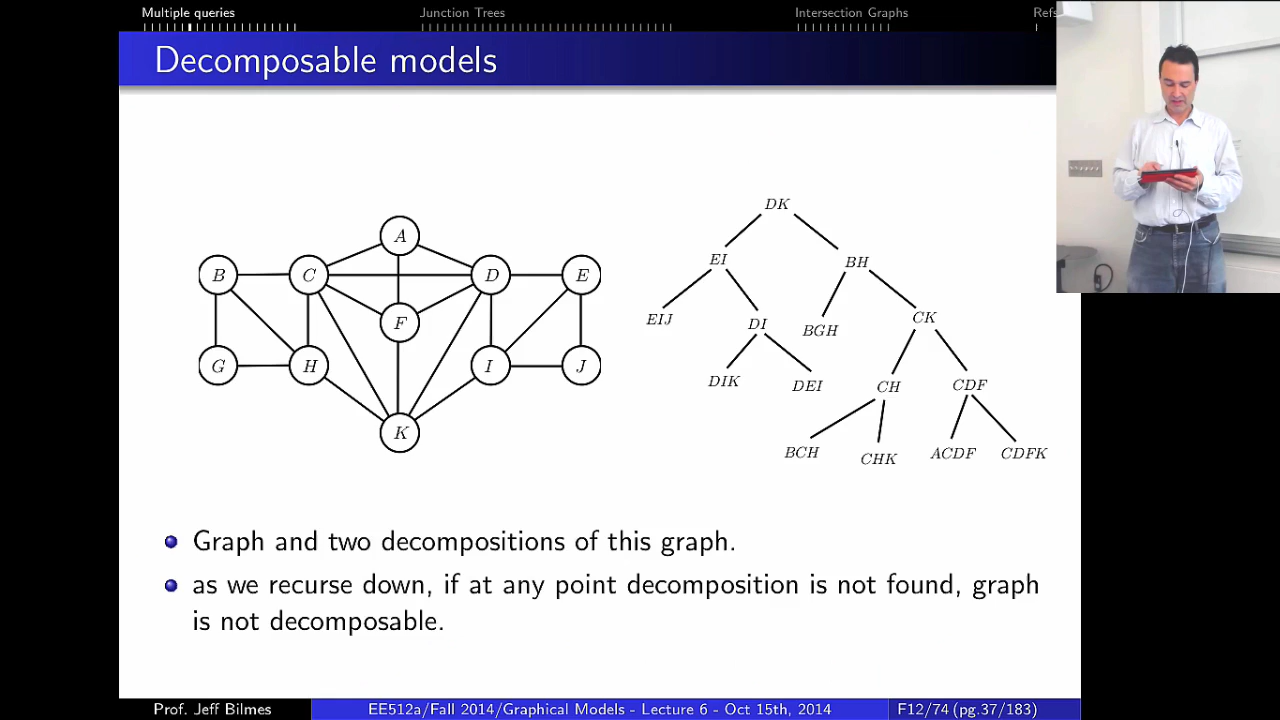 Multiple queries Junction Trees Intersection Graphs Refs
Decomposable models
A
B C D E
F
G H I J
K
DK
EI BH
EIJ DI BGH CK
DIK DEI CH CDF
BCH CHK ACDF CDFK
Graph and two decompositions of this graph.
as we recurse down, if at any point decomposition is not found, graph
is not decomposable.
Prof. Jeff Bilmes EE512a/Fall 2014/Graphical Models - Lecture 6 - Oct 15th, 2014 F12/74 (pg.37/183)